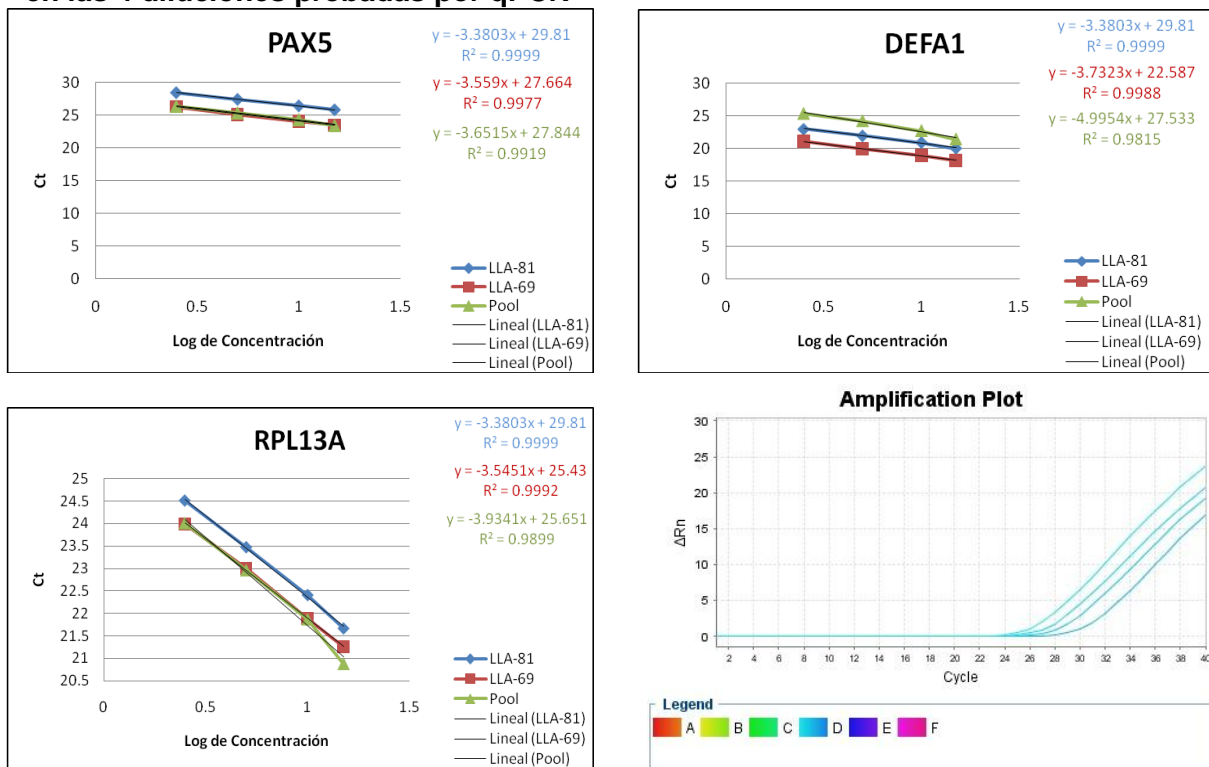 en las 4 diluciones probadas por qPCR
PAX5
y = -3.3803x + 29.81
R² = 0.9999
y = -3.559x + 27.664
R² = 0.9977
y = -3.6515x + 27.844
R² = 0.9919
30
25
20
15
10
5
0
Ct
0
0.5
1
1.5
Log de Concentración
LLA-81
LLA-69
Pool
Lineal (LLA-81)
Lineal (LLA-69)
Lineal (Pool)
DEFA1
y = -3.3803x + 29.81
R² = 0.9999
y = -3.7323x + 22.587
R² = 0.9988
y = -4.9954x + 27.533
R² = 0.9815
30
25
20
15
10
5
0
Ct
0
0.5
1
1.5
Log de Concentración
LLA-81
LLA-69
Pool
Lineal (LLA-81)
Lineal (LLA-69)
Lineal (Pool)
RPL13A
y = -3.3803x + 29.81
R² = 0.9999
y = -3.5451x + 25.43
R² = 0.9992
y = -3.9341x + 25.651
R² = 0.9899
25
24.5
24
23.5
23
22.5
22
21.5
21
20.5
Ct
0
0.5
1
1.5
Log de Concentración
LLA-81
LLA-69
Pool
Lineal (LLA-81)
Lineal (LLA-69)
Lineal (Pool)
Amplification Plot
30
25
20
15
10
5
0
ΔRn
2 4 6 8 10 12 14 16 18 20 22 24 26 28 30 32 34 36 38 40
Cycle
Legend
A B C D E F